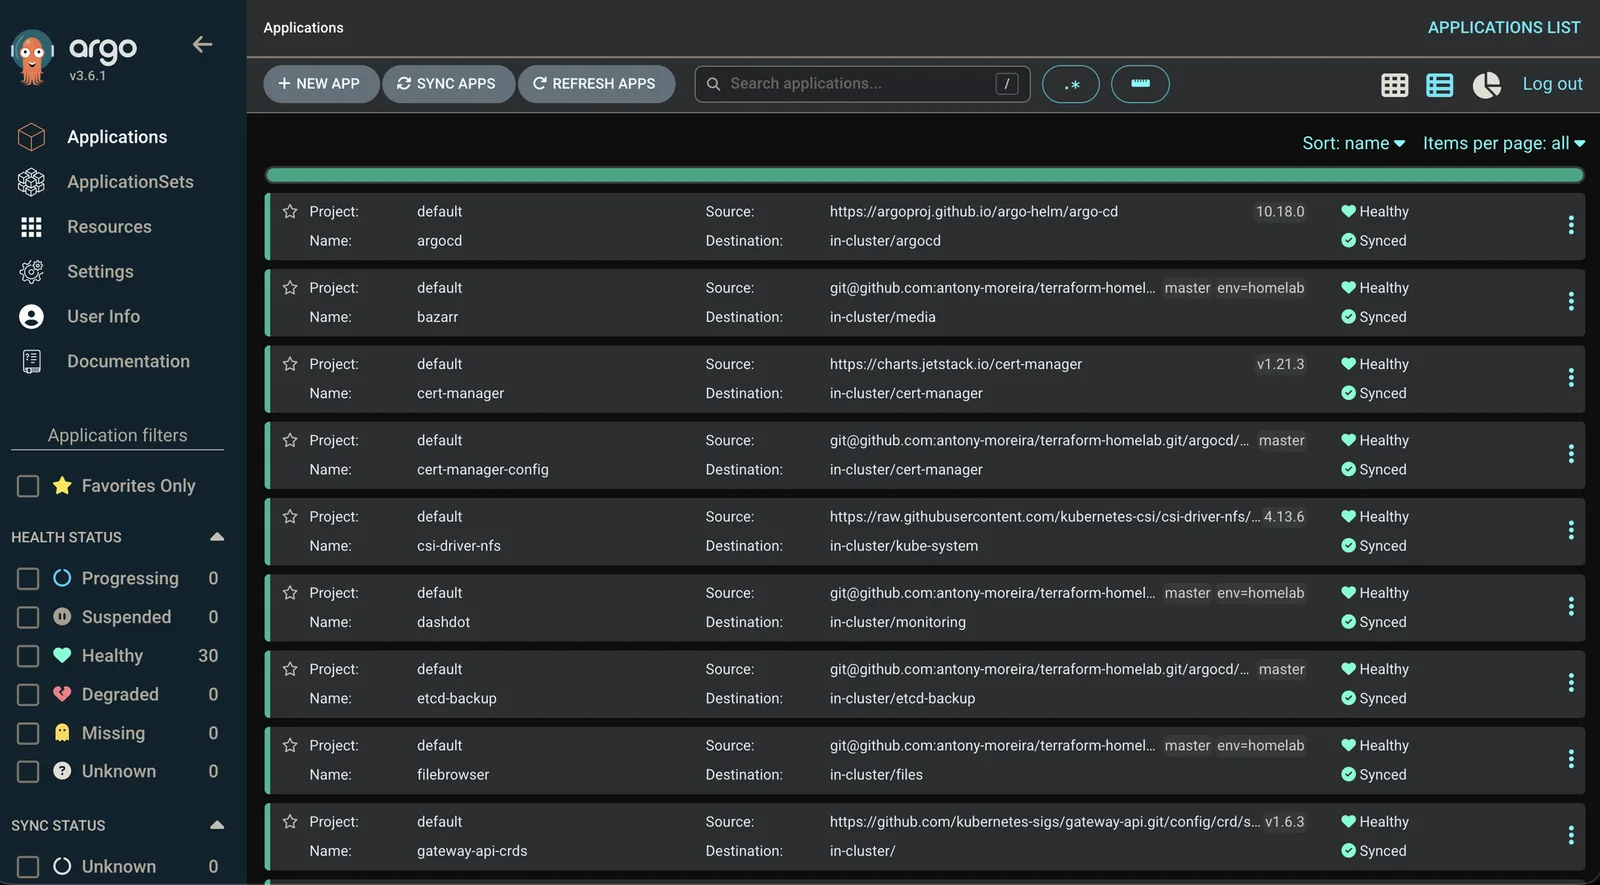 argo
v3.6.1
Applications
ApplicationSets
Resources
Settings
User Info
Documentation
Application filters
Favorites Only
HEALTH STATUS
Progressing 0
Suspended 0
Healthy 30
Degraded 0
Missing 0
Unknown 0
SYNC STATUS
Unknown 0
Applications
APPLICATIONS LIST
+ NEW APP
SYNC APPS
REFRESH APPS
Search applications...
/
.*
Log out
Sort: name
Items per page: all
Project: default Source: https://argoproj.github.io/argo-helm/argo-cd 10.18.0 Healthy
Name: argocd Destination: in-cluster/argocd Synced
Project: default Source: git@github.com:antony-moreira/terraform-homel... master env=homelab Healthy
Name: bazarr Destination: in-cluster/media Synced
Project: default Source: https://charts.jetstack.io/cert-manager v1.21.3 Healthy
Name: cert-manager Destination: in-cluster/cert-manager Synced
Project: default Source: git@github.com:antony-moreira/terraform-homelab.git/argocd/... master Healthy
Name: cert-manager-config Destination: in-cluster/cert-manager Synced
Project: default Source: https://raw.githubusercontent.com/kubernetes-csi/csi-driver-nfs/... 4.13.6 Healthy
Name: csi-driver-nfs Destination: in-cluster/kube-system Synced
Project: default Source: git@github.com:antony-moreira/terraform-homel... master env=homelab Healthy
Name: dashdot Destination: in-cluster/monitoring Synced
Project: default Source: git@github.com:antony-moreira/terraform-homelab.git/argocd/... master Healthy
Name: etcd-backup Destination: in-cluster/etcd-backup Synced
Project: default Source: git@github.com:antony-moreira/terraform-homel... master env=homelab Healthy
Name: filebrowser Destination: in-cluster/files Synced
Project: default Source: https://github.com/kubernetes-sigs/gateway-api.git/config/crd/s... v1.6.3 Healthy
Name: gateway-api-crds Destination: in-cluster/ Synced